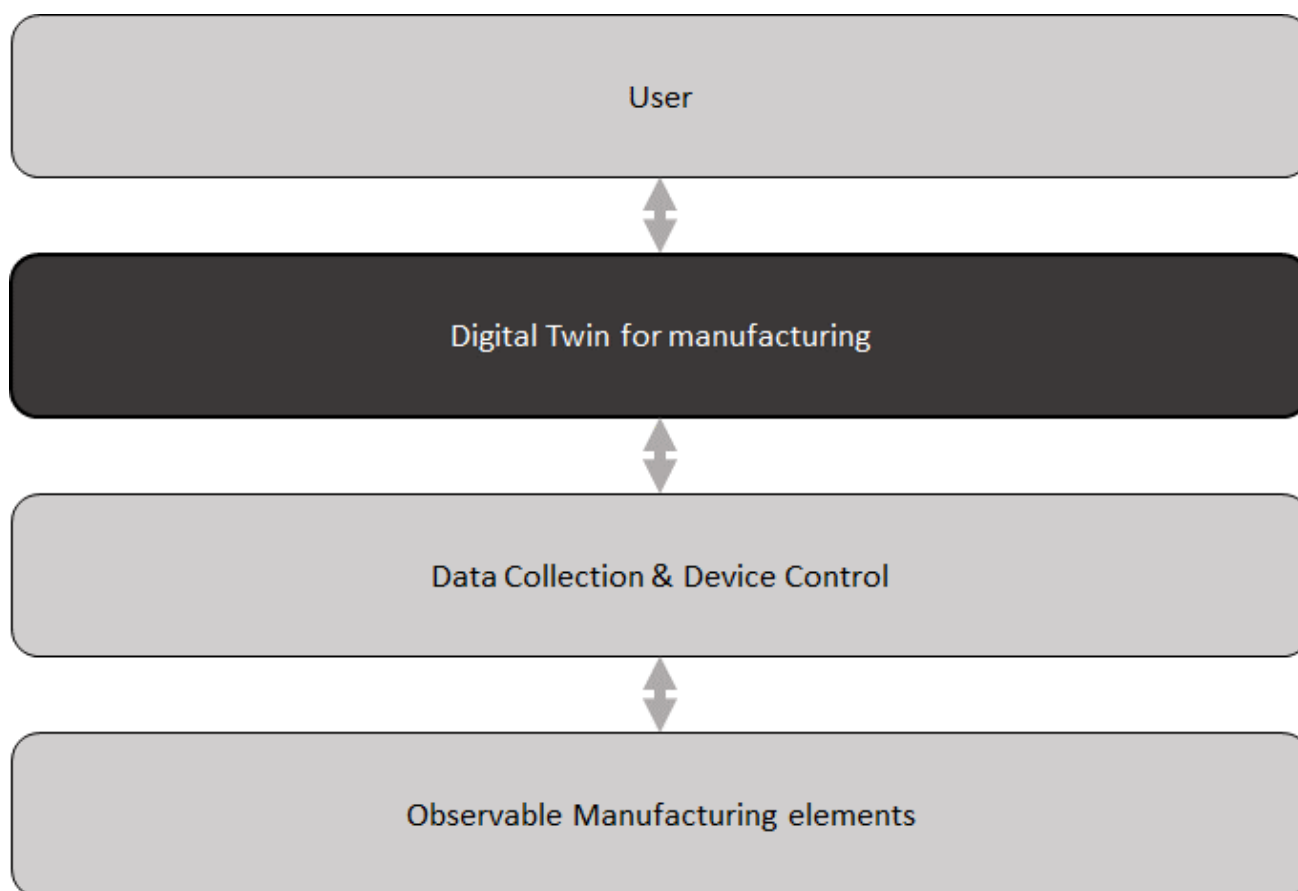 User
Digital Twin for manufacturing
Data Collection & Device Control
Observable Manufacturing elements